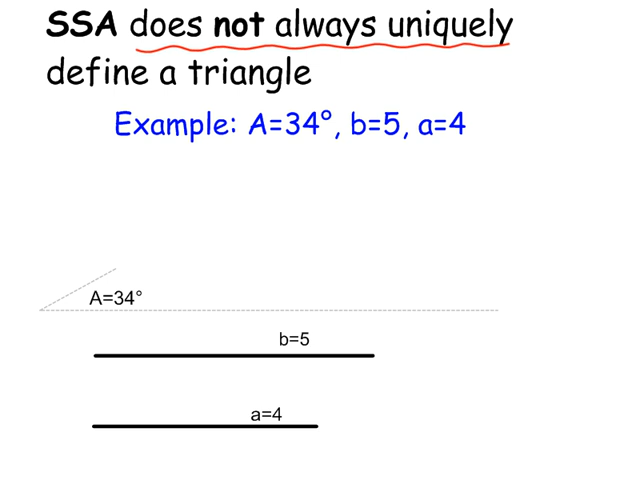 SSA does not always uniquely
define a triangle
Example: A=34°, b=5, a=4
A=34°
b=5
a=4